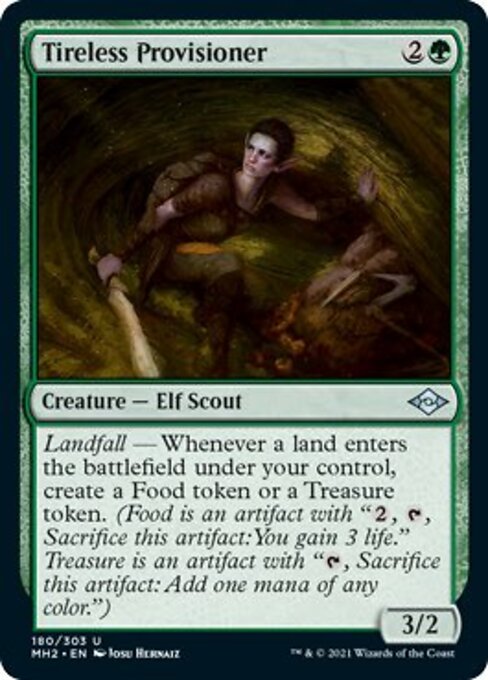 Tireless Provisioner 2
Creature — Elf Scout
Landfall — Whenever a land enters
the battlefield under your control,
create a Food token or a Treasure
token. (Food is an artifact with “2, ,
Sacrifice this artifact:You gain 3 life.”
Treasure is an artifact with “ , Sacrifice
this artifact: Add one mana of any
color.”)
3/2
180/303 U
MH2 • EN Josu Hernaiz
™ & © 2021 Wizards of the Coast